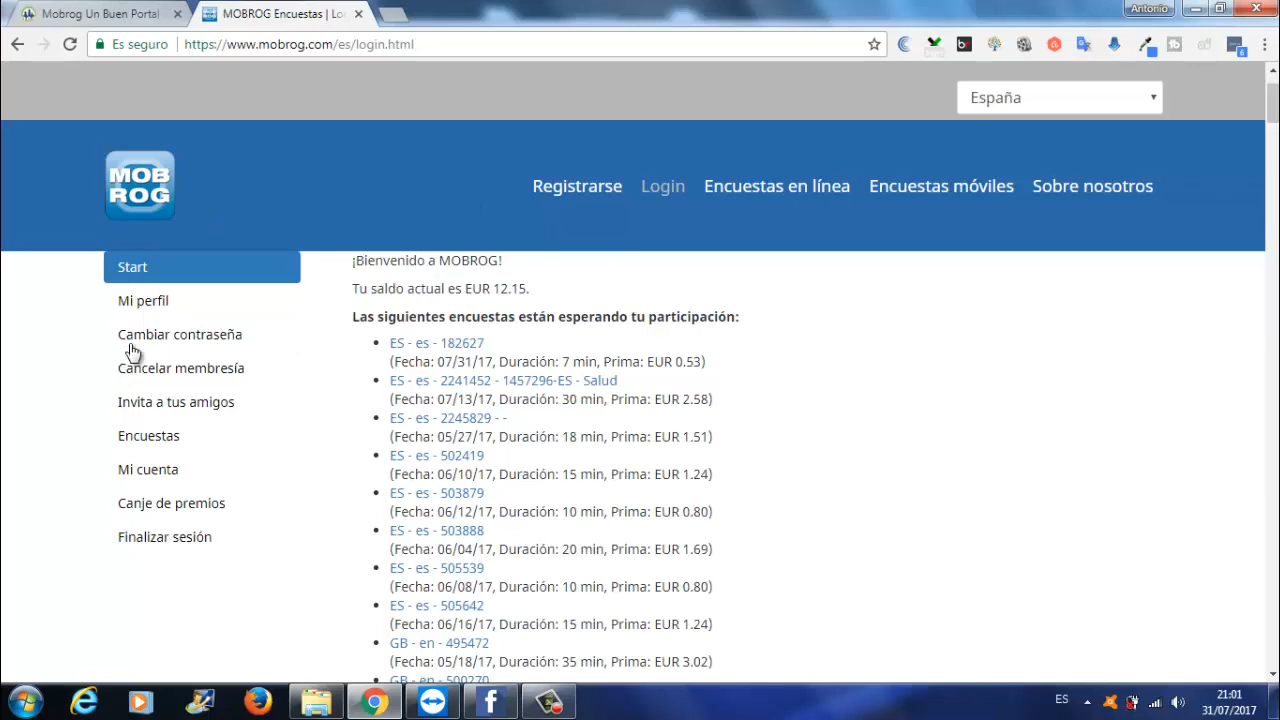 Mobrog Un Buen Portal
MOBROG Encuestas | Lo
Antonio
Es seguro
https://www.mobrog.com/es/login.html
España
MOB
ROG
Registrarse
Login
Encuestas en línea
Encuestas móviles
Sobre nosotros
Start
Mi perfil
Cambiar contraseña
Cancelar membresía
Invita a tus amigos
Encuestas
Mi cuenta
Canje de premios
Finalizar sesión
¡Bienvenido a MOBROG!
Tu saldo actual es EUR 12.15.
Las siguientes encuestas están esperando tu participación:
ES - es - 182627
(Fecha: 07/31/17, Duración: 7 min, Prima: EUR 0.53)
ES - es - 2241452 - 1457296-ES - Salud
(Fecha: 07/13/17, Duración: 30 min, Prima: EUR 2.58)
ES - es - 2245829 - -
(Fecha: 05/27/17, Duración: 18 min, Prima: EUR 1.51)
ES - es - 502419
(Fecha: 06/10/17, Duración: 15 min, Prima: EUR 1.24)
ES - es - 503879
(Fecha: 06/12/17, Duración: 10 min, Prima: EUR 0.80)
ES - es - 503888
(Fecha: 06/04/17, Duración: 20 min, Prima: EUR 1.69)
ES - es - 505539
(Fecha: 06/08/17, Duración: 10 min, Prima: EUR 0.80)
ES - es - 505642
(Fecha: 06/16/17, Duración: 15 min, Prima: EUR 1.24)
GB - en - 495472
(Fecha: 05/18/17, Duración: 35 min, Prima: EUR 3.02)
GB - en - 500270
ES
21:01
31/07/2017